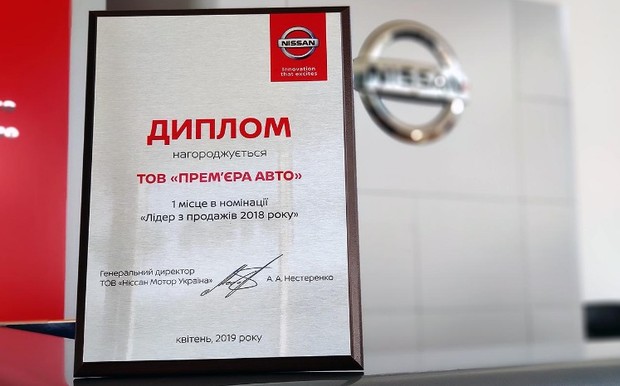 NISSAN
Innovation
that excites
ДИПЛОМ
нагороджується
ТОВ «ПРЕМ'ЄРА АВТО»
1 місце в номінації
«Лідер з продажів 2018 року»
Генеральний директор
ТОВ «Ніссан Мотор Україна»
А. А. Нестеренко
квітень, 2019 року
NISSAN